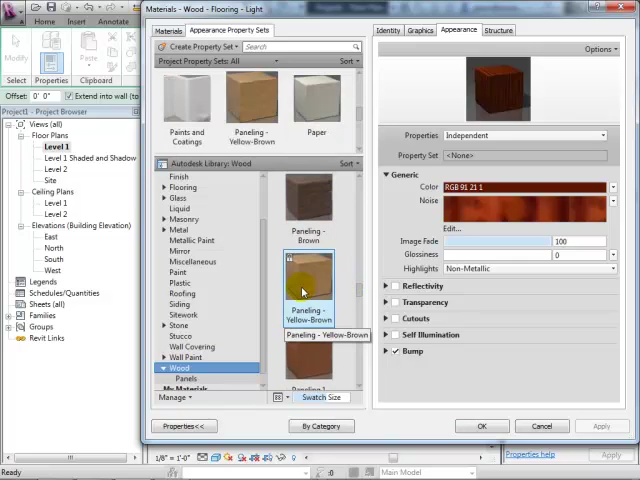 Materials - Wood - Flooring - Light
Home Insert Annotate
Modify
Properties
Paste
Select Properties Clipboard
Offset: 0' 0" Extend into wall (to
Project1 - Project Browser
Views (all)
Floor Plans
Level 1
Level 1 Shaded and Shadow
Level 2
Site
Ceiling Plans
Level 1
Level 2
Elevations (Building Elevation)
East
North
South
West
Legends
Schedules/Quantities
Sheets (all)
Families
Groups
Revit Links
Ready
Materials Appearance Property Sets
Create Property Set Search
Project Property Sets: All Sort
Paints and Coatings
Paneling - Yellow-Brown
Paper
Autodesk Library: Wood Sort
Finish
Flooring
Glass
Liquid
Masonry
Metal
Metallic Paint
Mirror
Miscellaneous
Paint
Plastic
Roofing
Siding
Sitework
Stone
Stucco
Wall Covering
Wall Paint
Wood
Panels
My Materials
Paneling - Brown
Paneling - Yellow-Brown
Paneling - Yellow-Brown
Paneling 1
Manage Swatch Size
Properties<< By Category
Identity Graphics Appearance Structure
Options
Properties Independent
Property Set <None>
Generic
Color RGB 91 21 1
Noise
Edit...
Image Fade 100
Glossiness 0
Highlights Non-Metallic
Reflectivity
Transparency
Cutouts
Self Illumination
Bump
OK Cancel Apply
1/8" = 1'-0"
Properties help Apply
:0 Main Model